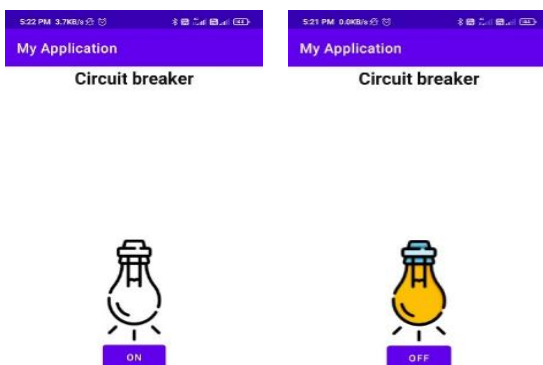 5:22 PM 3.7KB/s
My Application
Circuit breaker
ON
5:21 PM 0.0KB/s
My Application
Circuit breaker
OFF